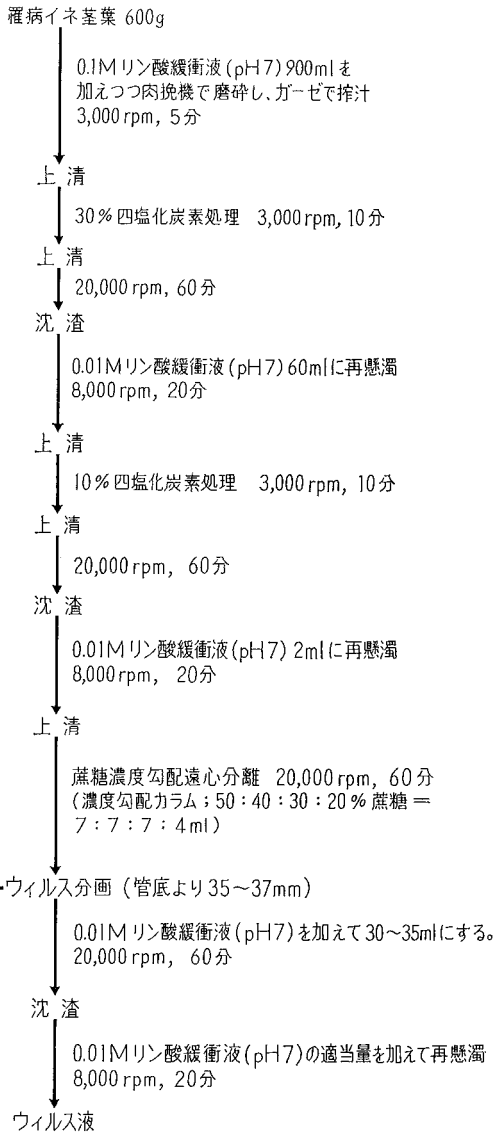 罹病イネ茎葉 600g
0.1Mリン酸緩衝液(pH7)900mlを
加えつつ肉挽機で磨砕し、ガーゼで搾汁
3,000rpm, 5分
上清
30%四塩化炭素処理 3,000rpm, 10分
上清
20,000rpm, 60分
沈渣
0.01Mリン酸緩衝液(pH7)60mlに再懸濁
8,000rpm, 20分
上清
10%四塩化炭素処理 3,000rpm, 10分
上清
20,000rpm, 60分
沈渣
0.01Mリン酸緩衝液(pH7)2mlに再懸濁
8,000rpm, 20分
上清
蔗糖濃度勾配遠心分離 20,000rpm, 60分
(濃度勾配カラム;50:40:30:20%蔗糖=
7:7:7:4ml)
ウィルス分画(管底より35~37mm)
0.01Mリン酸緩衝液(pH7)を加えて30~35mlにする。
20,000rpm, 60分
沈渣
0.01Mリン酸緩衝液(pH7)の適当量を加えて再懸濁
8,000rpm, 20分
ウィルス液